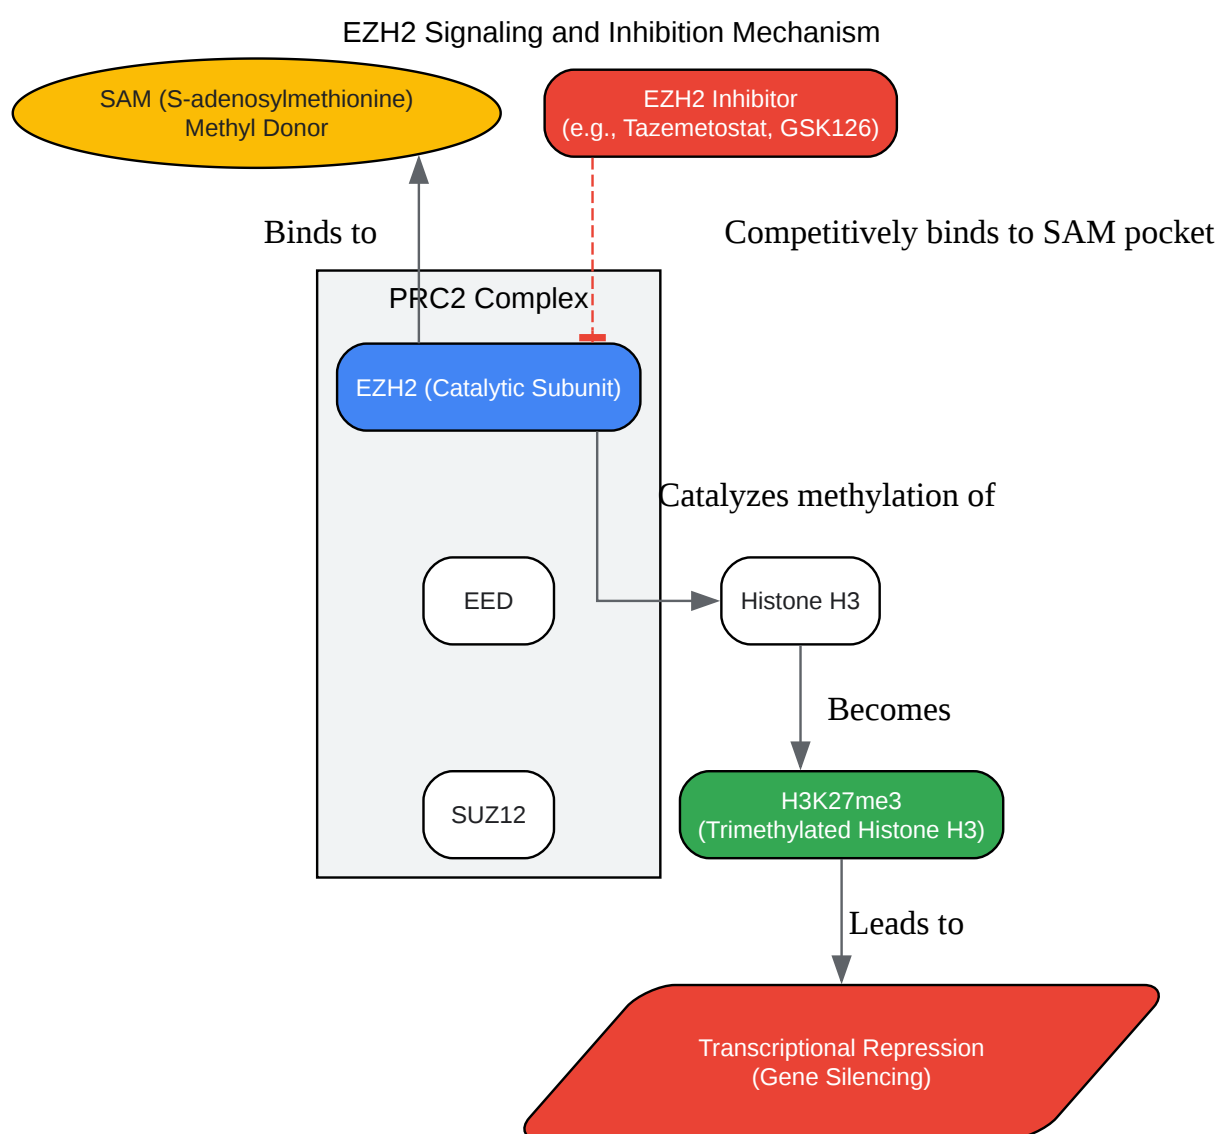 EZH2 Signaling and Inhibition Mechanism
SAM (S-adenosylmethionine)
Methyl Donor
EZH2 Inhibitor
(e.g., Tazemetostat, GSK126)
Binds to
Competitively binds to SAM pocket
PRC2 Complex
EZH2 (Catalytic Subunit)
Catalyzes methylation of
EED
Histone H3
Becomes
SUZ12
H3K27me3
(Trimethylated Histone H3)
Leads to
Transcriptional Repression
(Gene Silencing)